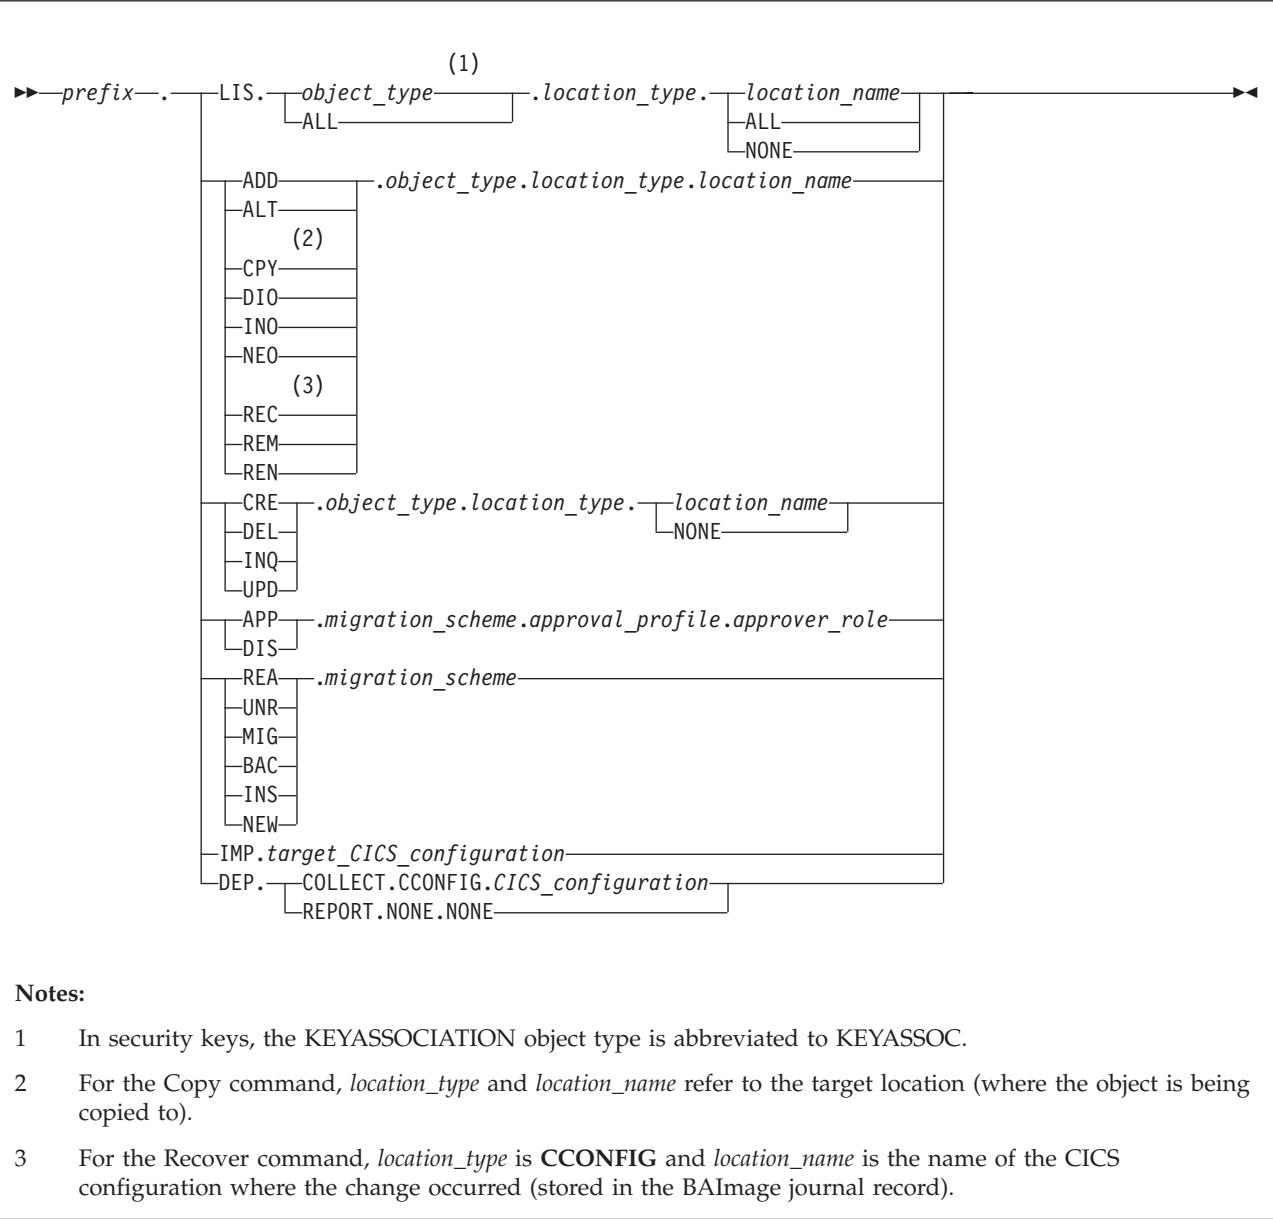 (1)
prefix . LIS. object_type .location_type. location_name
ALL ALL
NONE
ADD .object_type.location_type.location_name
ALT
(2)
CPY
DIO
INO
NEO
(3)
REC
REM
REN
CRE .object_type.location_type. location_name
DEL NONE
INQ
UPD
APP .migration_scheme.approval_profile.approver_role
DIS
REA .migration_scheme
UNR
MIG
BAC
INS
NEW
IMP.target_CICS_configuration
DEP. COLLECT.CCONFIG.CICS_configuration
REPORT.NONE.NONE
Notes:
1 In security keys, the KEYASSOCIATION object type is abbreviated to KEYASSOC.
2 For the Copy command, location_type and location_name refer to the target location (where the object is being
copied to).
3 For the Recover command, location_type is CCONFIG and location_name is the name of the CICS
configuration where the change occurred (stored in the BAImage journal record).